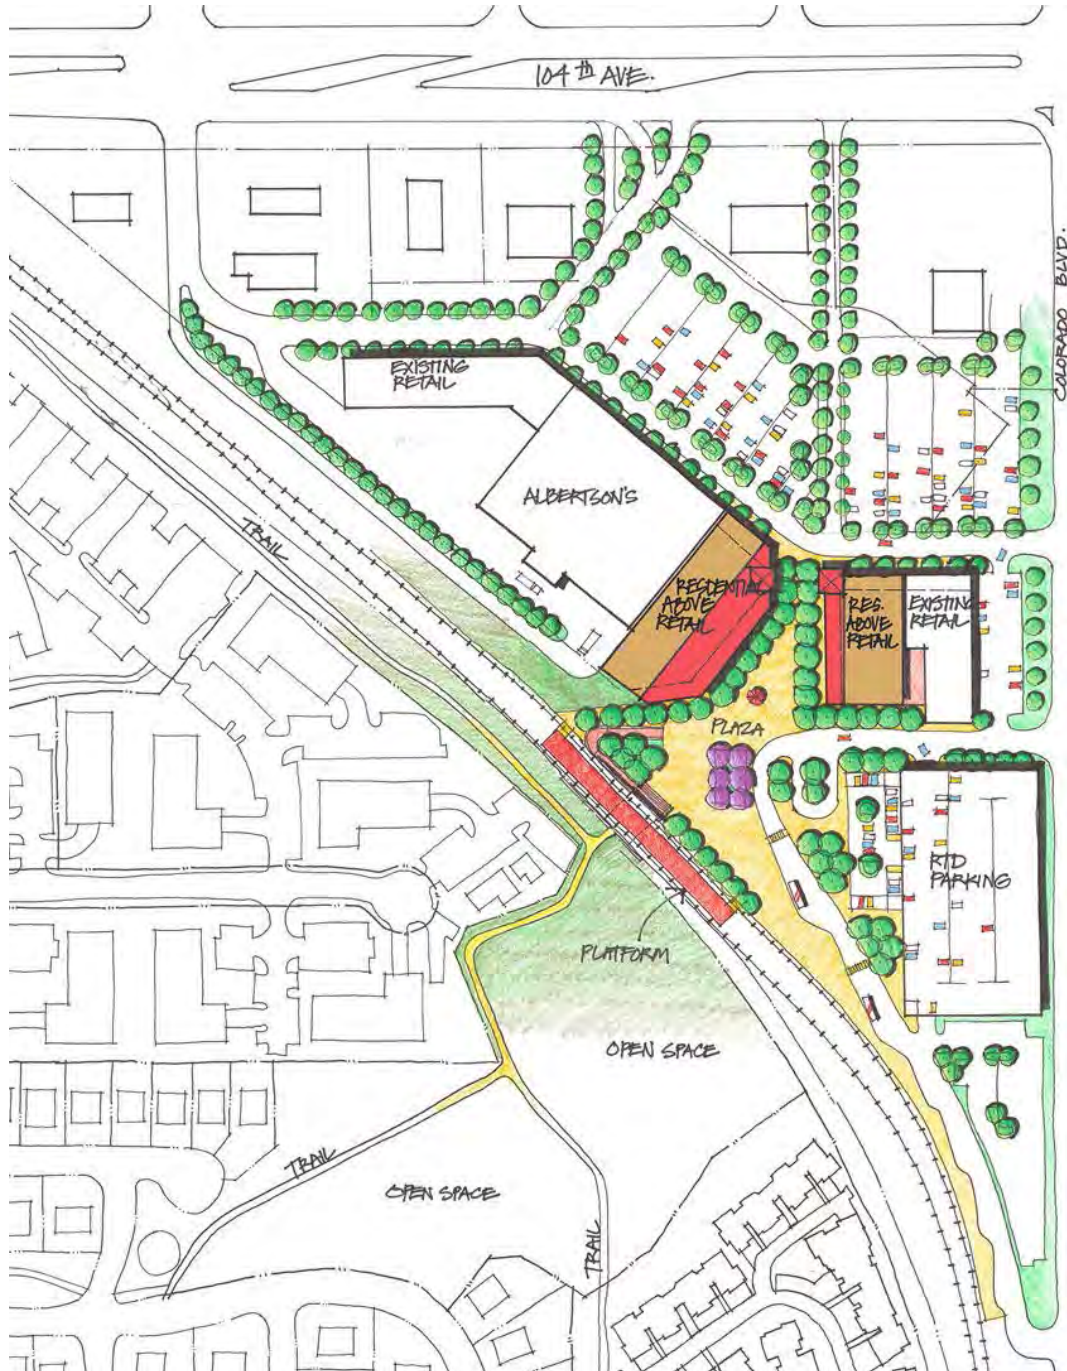 104th AVE.
COLORADO BLVD.
EXISTING
RETAIL
ALBERTSON'S
TRAIL
RESDENTIAL
ABOVE
RETAIL
RES.
ABOVE
RETAIL
EXISTING
RETAIL
PLAZA
RTD
PARKING
PLATFORM
OPEN SPACE
TRAIL
OPEN SPACE
TRAIL